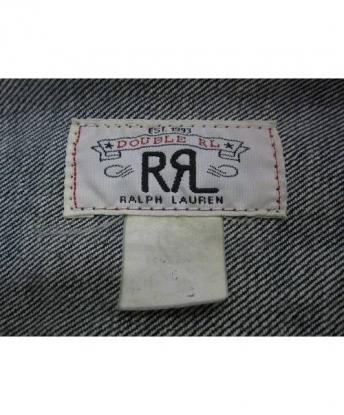 EST. 1993
DOUBLE RL
RRL
RALPH LAUREN